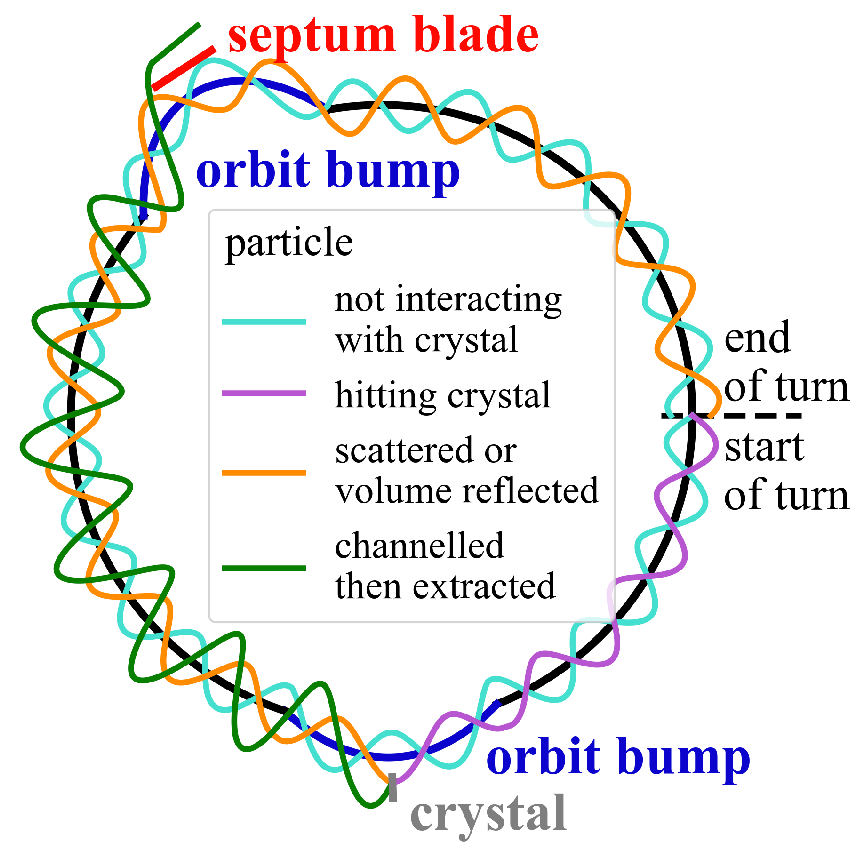 septum blade
orbit bump
particle
not interacting
with crystal
hitting crystal
scattered or
volume reflected
channelled
then extracted
end
of turn
start
of turn
orbit bump
crystal